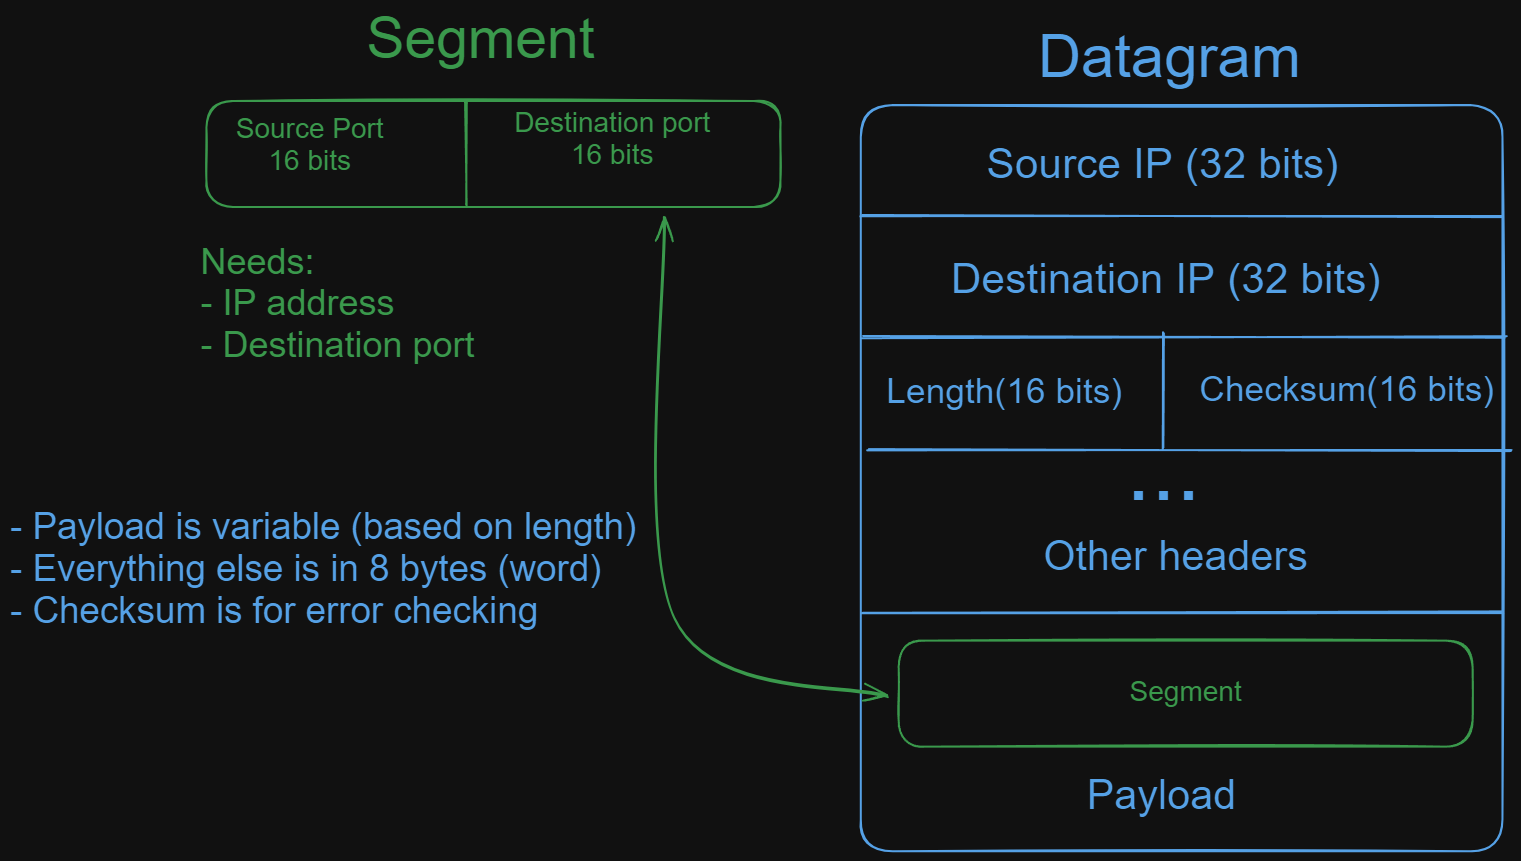 Segment
Source Port
16 bits
Destination port
16 bits
Needs:
- IP address
- Destination port
- Payload is variable (based on length)
- Everything else is in 8 bytes (word)
- Checksum is for error checking
Datagram
Source IP (32 bits)
Destination IP (32 bits)
Length(16 bits)
Checksum(16 bits)
...
Other headers
Segment
Payload